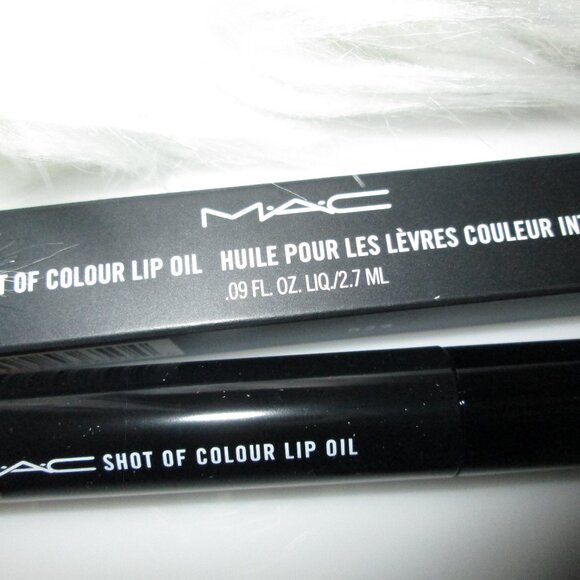 M·A·C
T OF COLOUR LIP OIL HUILE POUR LES LÈVRES COULEUR INT
.09 FL. OZ. LIQ./2.7 ML
M·A·C SHOT OF COLOUR LIP OIL